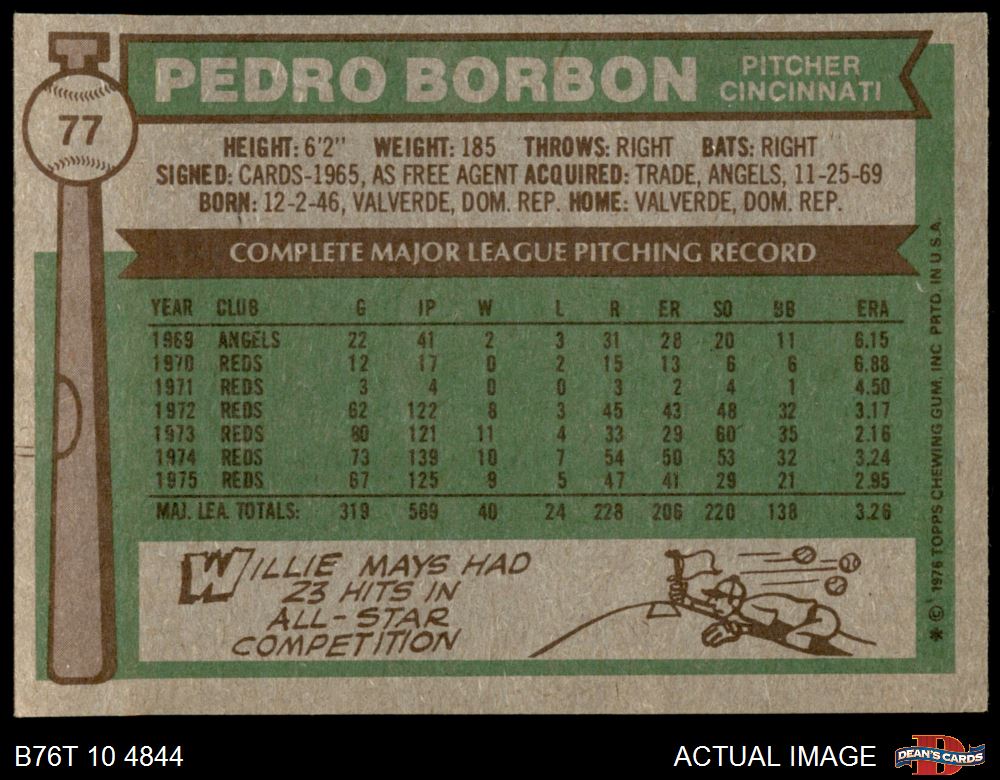 77
PEDRO BORBON
PITCHER
CINCINNATI
HEIGHT: 6'2" WEIGHT: 185 THROWS: RIGHT BATS: RIGHT
SIGNED: CARDS-1965, AS FREE AGENT ACQUIRED: TRADE, ANGELS, 11-25-69
BORN: 12-2-46, VALVERDE, DOM. REP. HOME: VALVERDE, DOM. REP.
COMPLETE MAJOR LEAGUE PITCHING RECORD
YEAR CLUB G IP W L R ER SO BB ERA
1969 ANGELS 22 41 2 3 31 28 20 11 6.15
1970 REDS 12 17 0 2 15 13 6 6 6.88
1971 REDS 3 4 0 0 3 2 4 1 4.50
1972 REDS 62 122 8 3 45 43 48 32 3.17
1973 REDS 80 121 11 4 33 29 60 35 2.16
1974 REDS 73 139 10 7 54 50 53 32 3.24
1975 REDS 67 125 9 5 47 41 29 21 2.95
MAJ. LEA. TOTALS: 319 569 40 24 228 206 220 138 3.26
WILLIE MAYS HAD
23 HITS IN
ALL-STAR
COMPETITION
* © 1976 TOPPS CHEWING GUM, INC PRTD IN U.S.A.
B76T 10 4844
ACTUAL IMAGE
D
DEAN'S CARDS